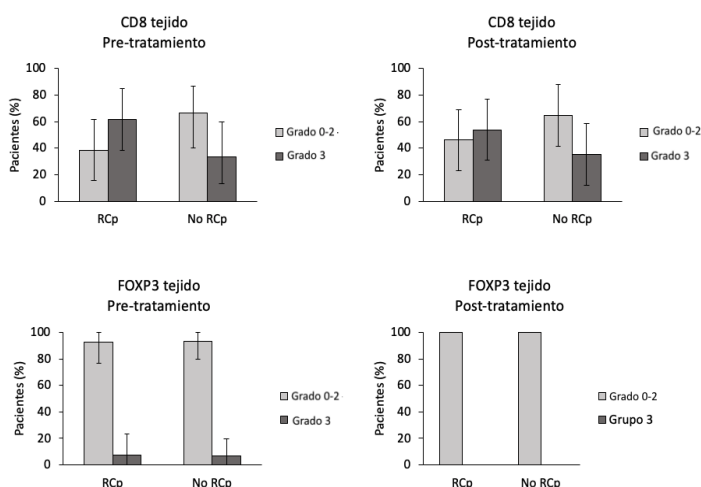 CD8 tejido
Pre-tratamiento
Pacientes (%)
100
80
60
40
20
0
RCp
No RCp
Grado 0-2 .
Grado 3
CD8 tejido
Post-tratamiento
Pacientes (%)
100
80
60
40
20
0
RCp
No RCp
Grado 0-2
Grado 3
FOXP3 tejido
Pre-tratamiento
Pacientes (%)
100
80
60
40
20
0
RCp
No RCp
Grado 0-2
Grado 3
FOXP3 tejido
Post-tratamiento
Pacientes (%)
100
80
60
40
20
0
RCp
No RCp
Grado 0-2
Grupo 3